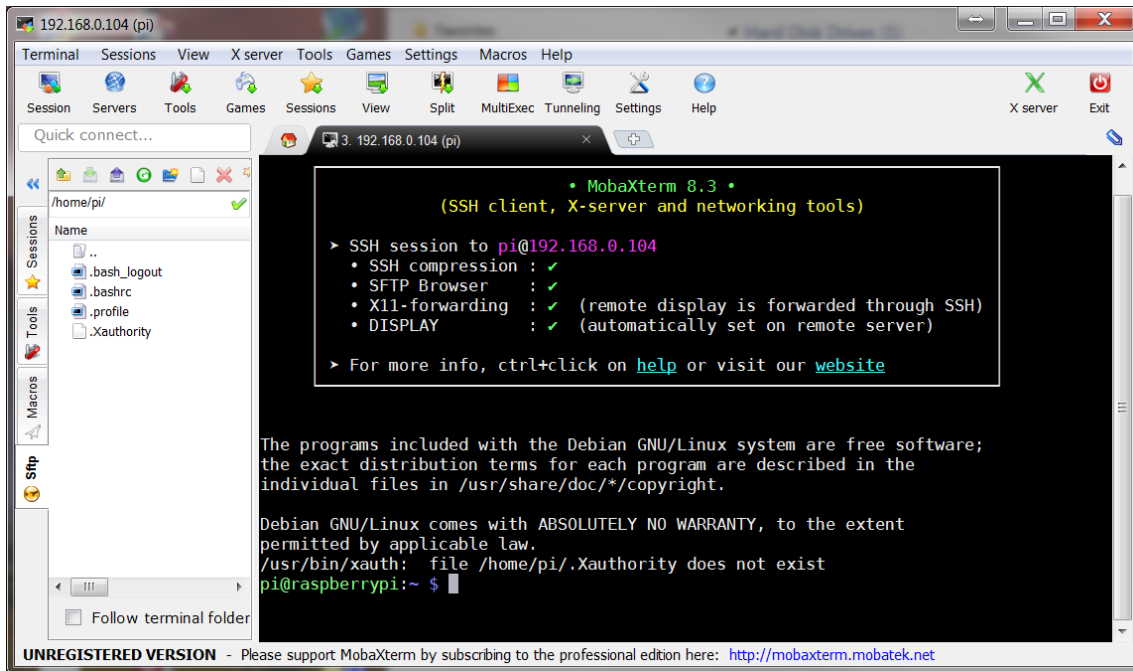 192.168.0.104 (pi)
Terminal Sessions View X server Tools Games Settings Macros Help
Session Servers Tools Games Sessions View Split MultiExec Tunneling Settings Help X server Exit
Quick connect...
3. 192.168.0.104 (pi)
/home/pi/
Name
..
.bash_logout
.bashrc
.profile
.Xauthority
Sessions
Tools
Macros
Sftp
Follow terminal folder
• MobaXterm 8.3 •
(SSH client, X-server and networking tools)
➤ SSH session to pi@192.168.0.104
• SSH compression : ✔
• SFTP Browser : ✔
• X11-forwarding : ✔ (remote display is forwarded through SSH)
• DISPLAY : ✔ (automatically set on remote server)
➤ For more info, ctrl+click on help or visit our website
The programs included with the Debian GNU/Linux system are free software;
the exact distribution terms for each program are described in the
individual files in /usr/share/doc/*/copyright.
Debian GNU/Linux comes with ABSOLUTELY NO WARRANTY, to the extent
permitted by applicable law.
/usr/bin/xauth: file /home/pi/.Xauthority does not exist
pi@raspberrypi:~ $
UNREGISTERED VERSION - Please support MobaXterm by subscribing to the professional edition here: http://mobaxterm.mobatek.net